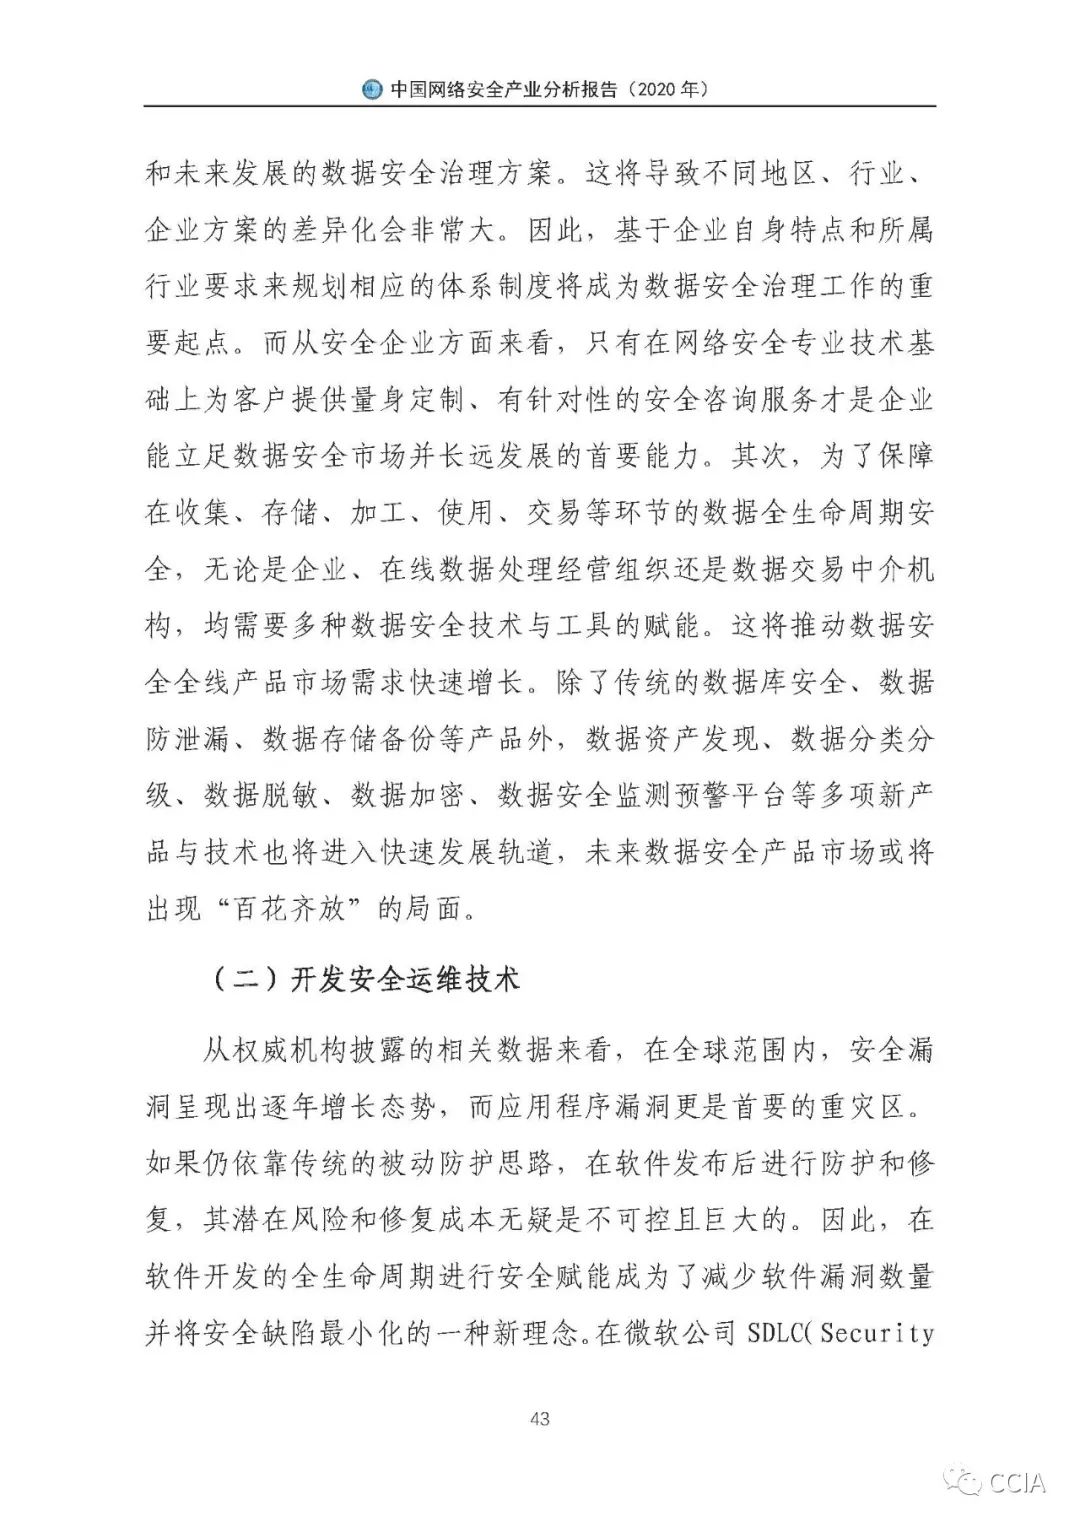 中国网络安全产业分析报告（2020 年）
和未来发展的数据安全治理方案。这将导致不同地区、行业、
企业方案的差异化会非常大。因此，基于企业自身特点和所属
行业要求来规划相应的体系制度将成为数据安全治理工作的重
要起点。而从安全企业方面来看，只有在网络安全专业技术基
础上为客户提供量身定制、有针对性的安全咨询服务才是企业
能立足数据安全市场并长远发展的首要能力。其次，为了保障
在收集、存储、加工、使用、交易等环节的数据全生命周期安
全，无论是企业、在线数据处理经营组织还是数据交易中介机
构，均需要多种数据安全技术与工具的赋能。这将推动数据安
全全线产品市场需求快速增长。除了传统的数据库安全、数据
防泄漏、数据存储备份等产品外，数据资产发现、数据分类分
级、数据脱敏、数据加密、数据安全监测预警平台等多项新产
品与技术也将进入快速发展轨道，未来数据安全产品市场或将
出现“百花齐放”的局面。
（二）开发安全运维技术
从权威机构披露的相关数据来看，在全球范围内，安全漏
洞呈现出逐年增长态势，而应用程序漏洞更是首要的重灾区。
如果仍依靠传统的被动防护思路，在软件发布后进行防护和修
复，其潜在风险和修复成本无疑是不可控且巨大的。因此，在
软件开发的全生命周期进行安全赋能成为了减少软件漏洞数量
并将安全缺陷最小化的一种新理念。在微软公司 SDLC(Security
43
CCIA